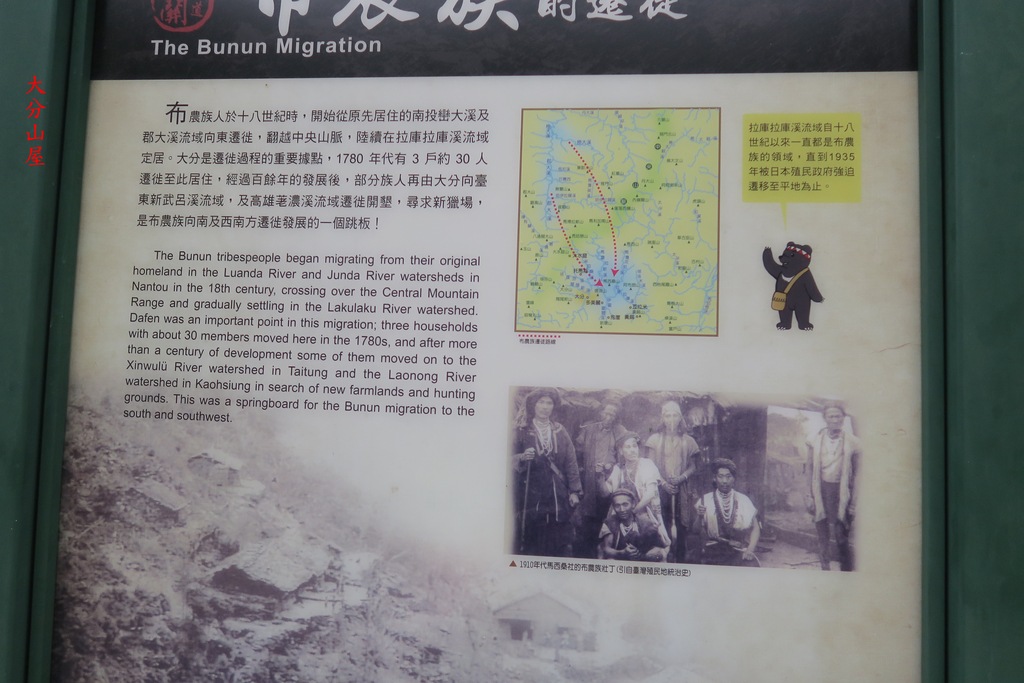 布農族的遷徙
The Bunun Migration
大分山屋
布農族人於十八世紀時，開始從原先居住的南投巒大溪及
郡大溪流域向東遷徙，翻越中央山脈，陸續在拉庫拉庫溪流域
定居。大分是遷徙過程的重要據點，1780 年代有 3 戶約 30 人
遷徙至此居住，經過百餘年的發展後，部分族人再由大分向臺
東新武呂溪流域，及高雄荖濃溪流域遷徙開墾，尋求新獵場，
是布農族向南及西南方遷徙發展的一個跳板！
The Bunun tribespeople began migrating from their original
homeland in the Luanda River and Junda River watersheds in
Nantou in the 18th century, crossing over the Central Mountain
Range and gradually settling in the Lakulaku River watershed.
Dafen was an important point in this migration; three households
with about 30 members moved here in the 1780s, and after more
than a century of development some of them moved on to the
Xinwulü River watershed in Taitung and the Laonong River
watershed in Kaohsiung in search of new farmlands and hunting
grounds. This was a springboard for the Bunun migration to the
south and southwest.
布農族遷徙路線
拉庫拉庫溪流域自十八
世紀以來一直都是布農
族的領域，直到1935
年被日本殖民政府強迫
遷移至平地為止。
▲ 1910年代馬西桑社的布農族壯丁(引自臺灣殖民地統治史)